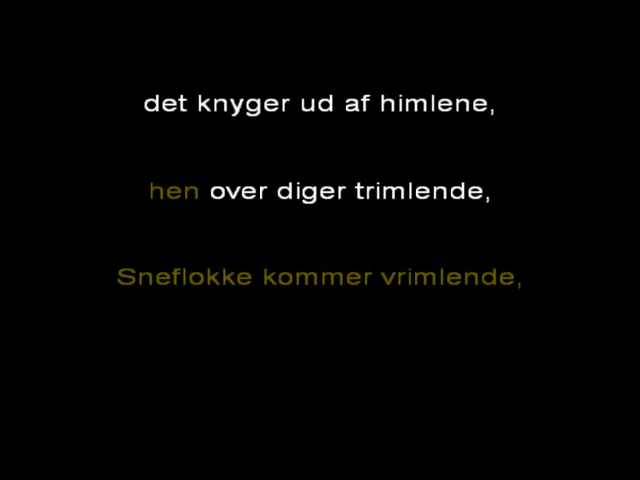 det knyger ud af himlene,
hen over diger trimlende,
Sneflokke kommer vrimlende,